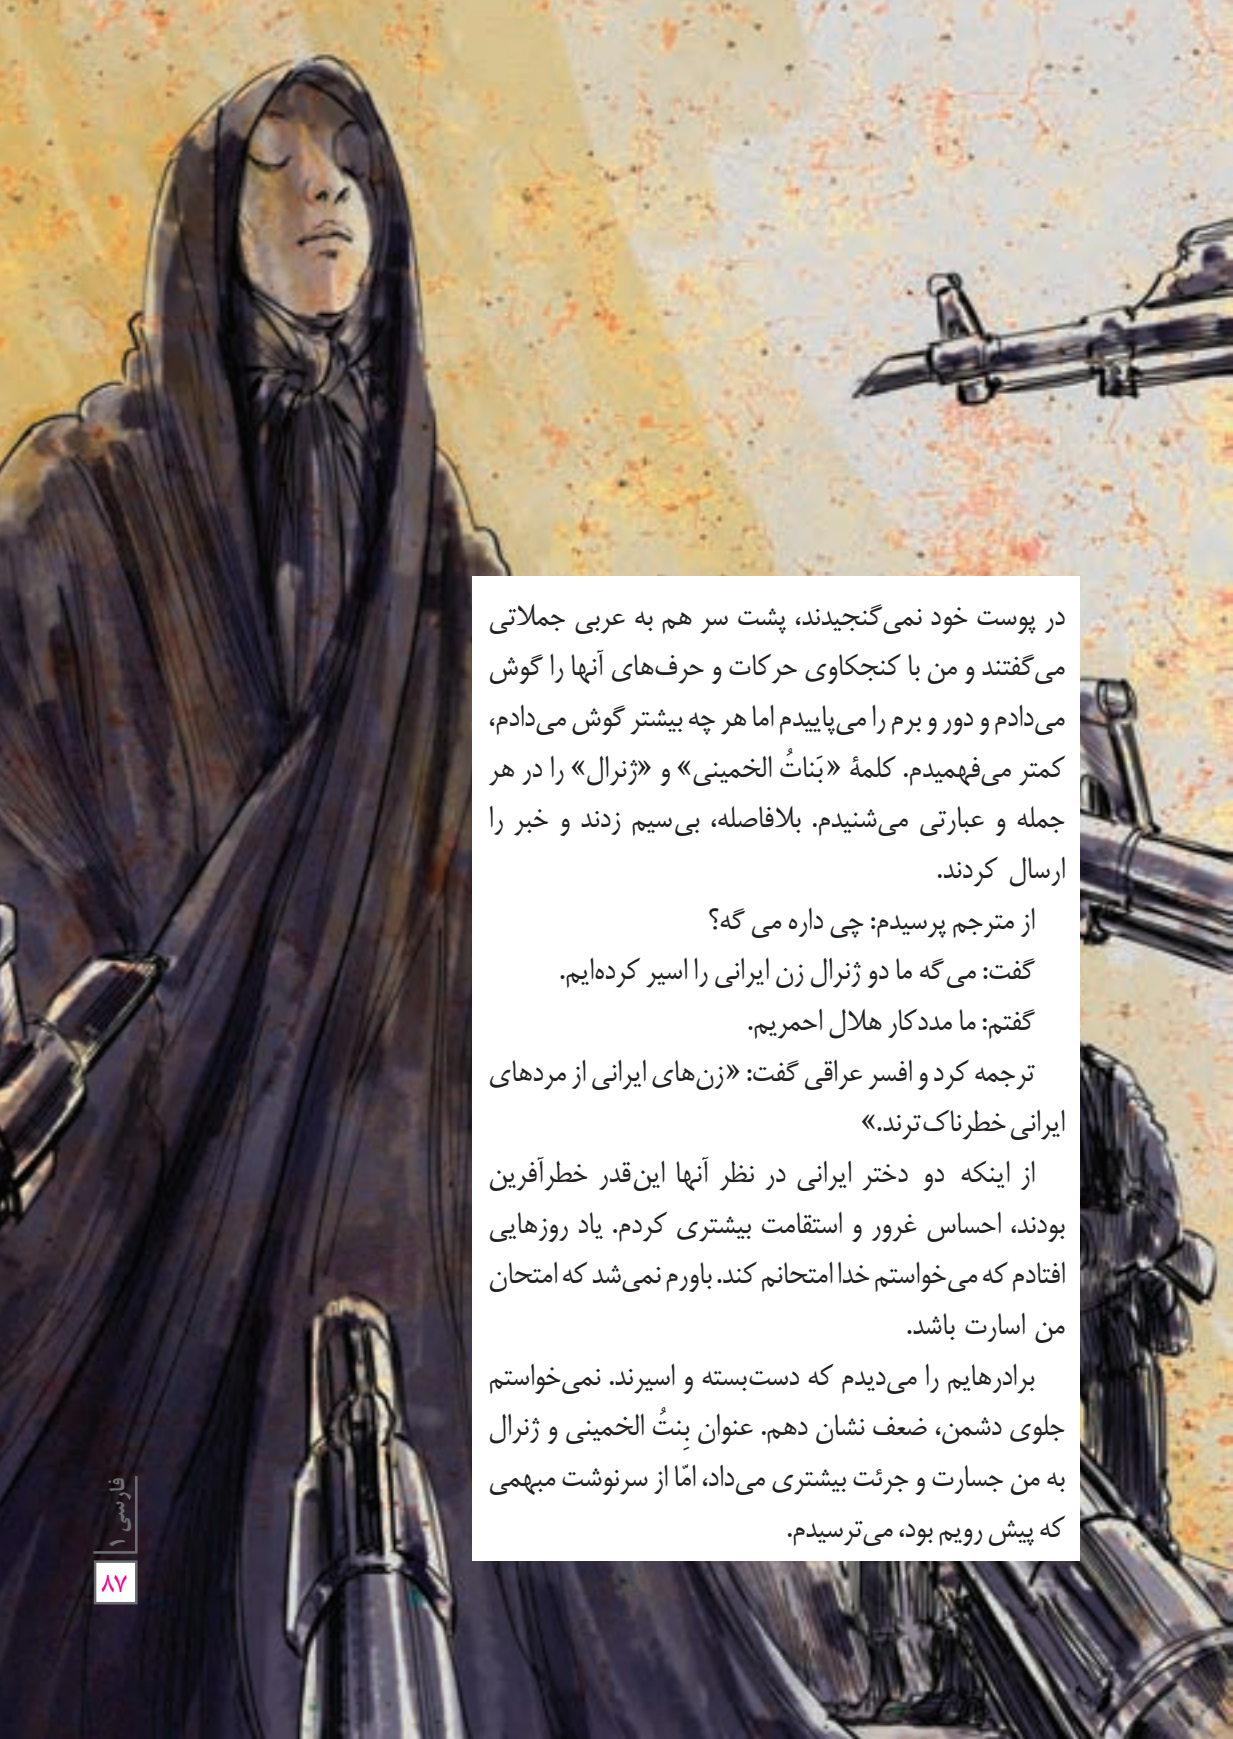 در پوست خود نمی‌گنجیدند، پشت سر هم به عربی جملاتی
می‌گفتند و من با کنجکاوی حرکات و حرف‌های آنها را گوش
می‌دادم و دور و برم را می‌پاییدم اما هر چه بیشتر گوش می‌دادم،
کمتر می‌فهمیدم. کلمهٔ «بَناتُ الخمینی» و «ژنرال» را در هر
جمله و عبارتی می‌شنیدم. بلافاصله، بی‌سیم زدند و خبر را
ارسال کردند.
از مترجم پرسیدم: چی داره می گه؟
گفت: می‌گه ما دو ژنرال زن ایرانی را اسیر کرده‌ایم.
گفتم: ما مددکار هلال احمریم.
ترجمه کرد و افسر عراقی گفت: «زن‌های ایرانی از مردهای
ایرانی خطرناک‌ترند.»
از اینکه دو دختر ایرانی در نظر آنها این‌قدر خطرآفرین
بودند، احساس غرور و استقامت بیشتری کردم. یاد روزهایی
افتادم که می‌خواستم خدا امتحانم کند. باورم نمی‌شد که امتحان
من اسارت باشد.
برادرهایم را می‌دیدم که دست‌بسته و اسیرند. نمی‌خواستم
جلوی دشمن، ضعف نشان دهم. عنوان بِنتُ الخمینی و ژنرال
به من جسارت و جرئت بیشتری می‌داد، امّا از سرنوشت مبهمی
که پیش رویم بود، می‌ترسیدم.
فارسی ۱
۸۷